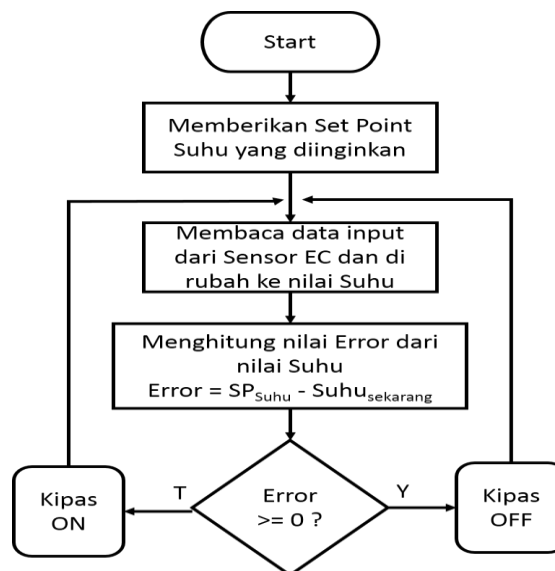 Start
Memberikan Set Point
Suhu yang diinginkan
Membaca data input
dari Sensor EC dan di
rubah ke nilai Suhu
Menghitung nilai Error dari
nilai Suhu
Error = SPSuhu - Suhusekarang
Error
>= 0 ?
T
Y
Kipas
ON
Kipas
OFF